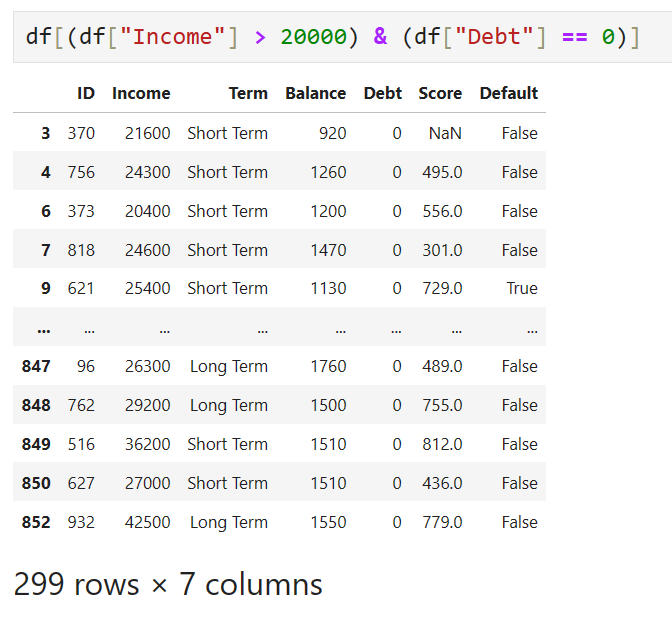 df[(df["Income"] > 20000) & (df["Debt"] == 0)]
ID Income Term Balance Debt Score Default
3 370 21600 Short Term 920 0 NaN False
4 756 24300 Short Term 1260 0 495.0 False
6 373 20400 Short Term 1200 0 556.0 False
7 818 24600 Short Term 1470 0 301.0 False
9 621 25400 Short Term 1130 0 729.0 True
... ... ... ... ... ... ... ...
847 96 26300 Long Term 1760 0 489.0 False
848 762 29200 Long Term 1500 0 755.0 False
849 516 36200 Short Term 1510 0 812.0 False
850 627 27000 Short Term 1510 0 436.0 False
852 932 42500 Long Term 1550 0 779.0 False
299 rows × 7 columns